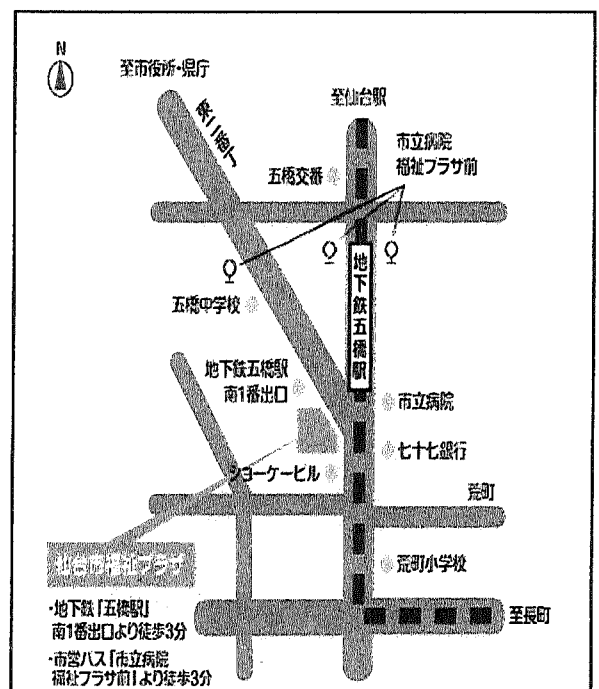 N
至市役所・県庁
至仙台駅
東二番丁
市立病院
福祉プラザ前
五橋交番
地下鉄五橋駅
五橋中学校
地下鉄五橋駅
南1番出口
市立病院
七十七銀行
ショーケービル
荒町
仙台市福祉プラザ
荒町小学校
・地下鉄「五橋駅」
南1番出口より徒歩3分
至長町
・市営バス「市立病院
福祉プラザ前」より徒歩3分